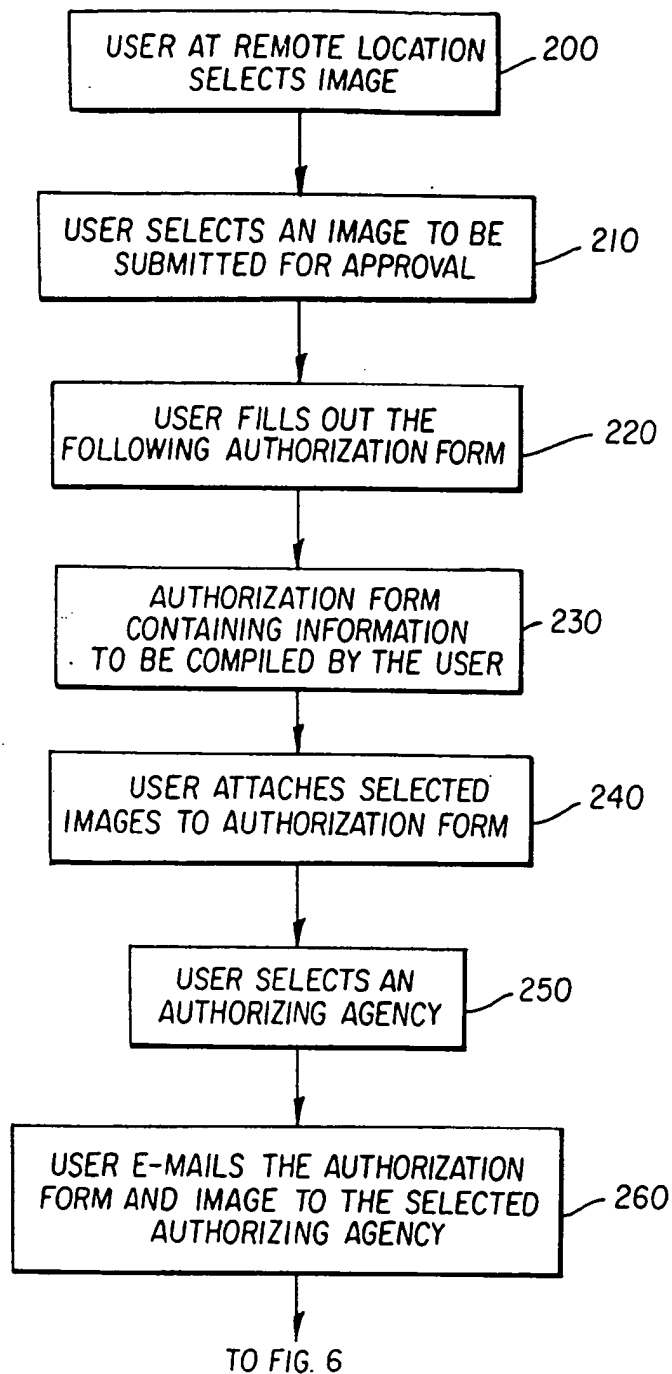 USER AT REMOTE LOCATION
SELECTS IMAGE
200
USER SELECTS AN IMAGE TO BE
SUBMITTED FOR APPROVAL
210
USER FILLS OUT THE
FOLLOWING AUTHORIZATION FORM
220
AUTHORIZATION FORM
CONTAINING INFORMATION
TO BE COMPILED BY THE USER
230
USER ATTACHES SELECTED
IMAGES TO AUTHORIZATION FORM
240
USER SELECTS AN
AUTHORIZING AGENCY
250
USER E-MAILS THE AUTHORIZATION
FORM AND IMAGE TO THE SELECTED
AUTHORIZING AGENCY
260
TO FIG. 6